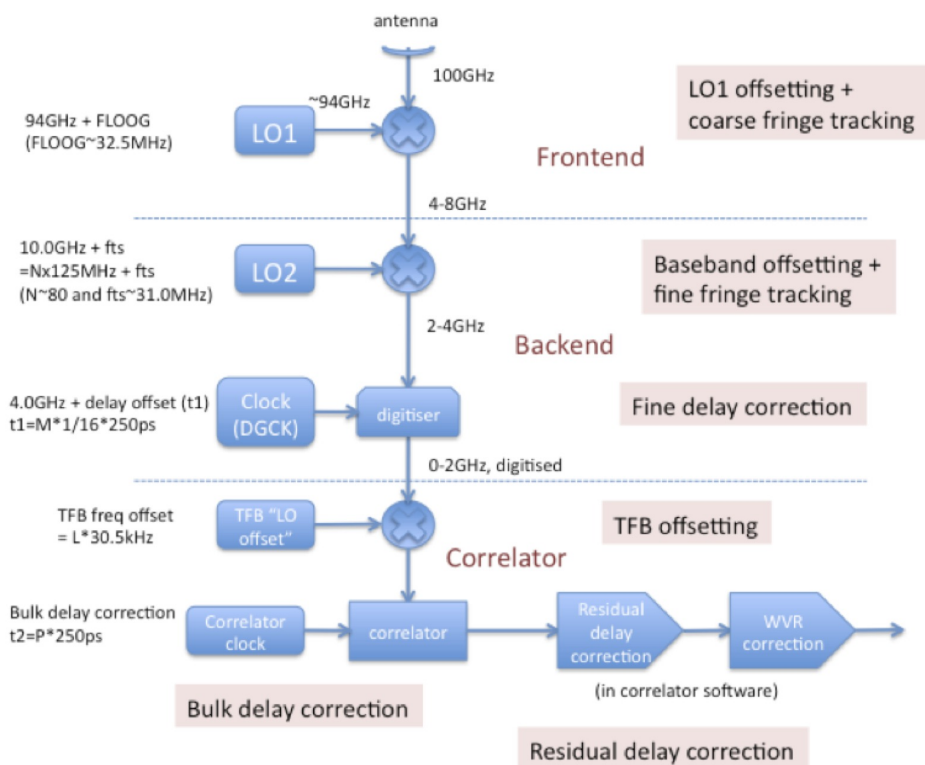 antenna
100GHz
~94GHz
94GHz + FLOOG
(FLOOG~32.5MHz)
LO1
LO1 offsetting +
coarse fringe tracking
Frontend
4-8GHz
10.0GHz + fts
=Nx125MHz + fts
(N~80 and fts~31.0MHz)
LO2
Baseband offsetting +
fine fringe tracking
2-4GHz
Backend
4.0GHz + delay offset (t1)
t1=M*1/16*250ps
Clock
(DGCK)
digitiser
Fine delay correction
0-2GHz, digitised
TFB freq offset
= L*30.5kHz
TFB "LO
offset"
TFB offsetting
Correlator
Bulk delay correction
t2=P*250ps
Correlator
clock
correlator
Residual
delay
correction
WVR
correction
(in correlator software)
Bulk delay correction
Residual delay correction